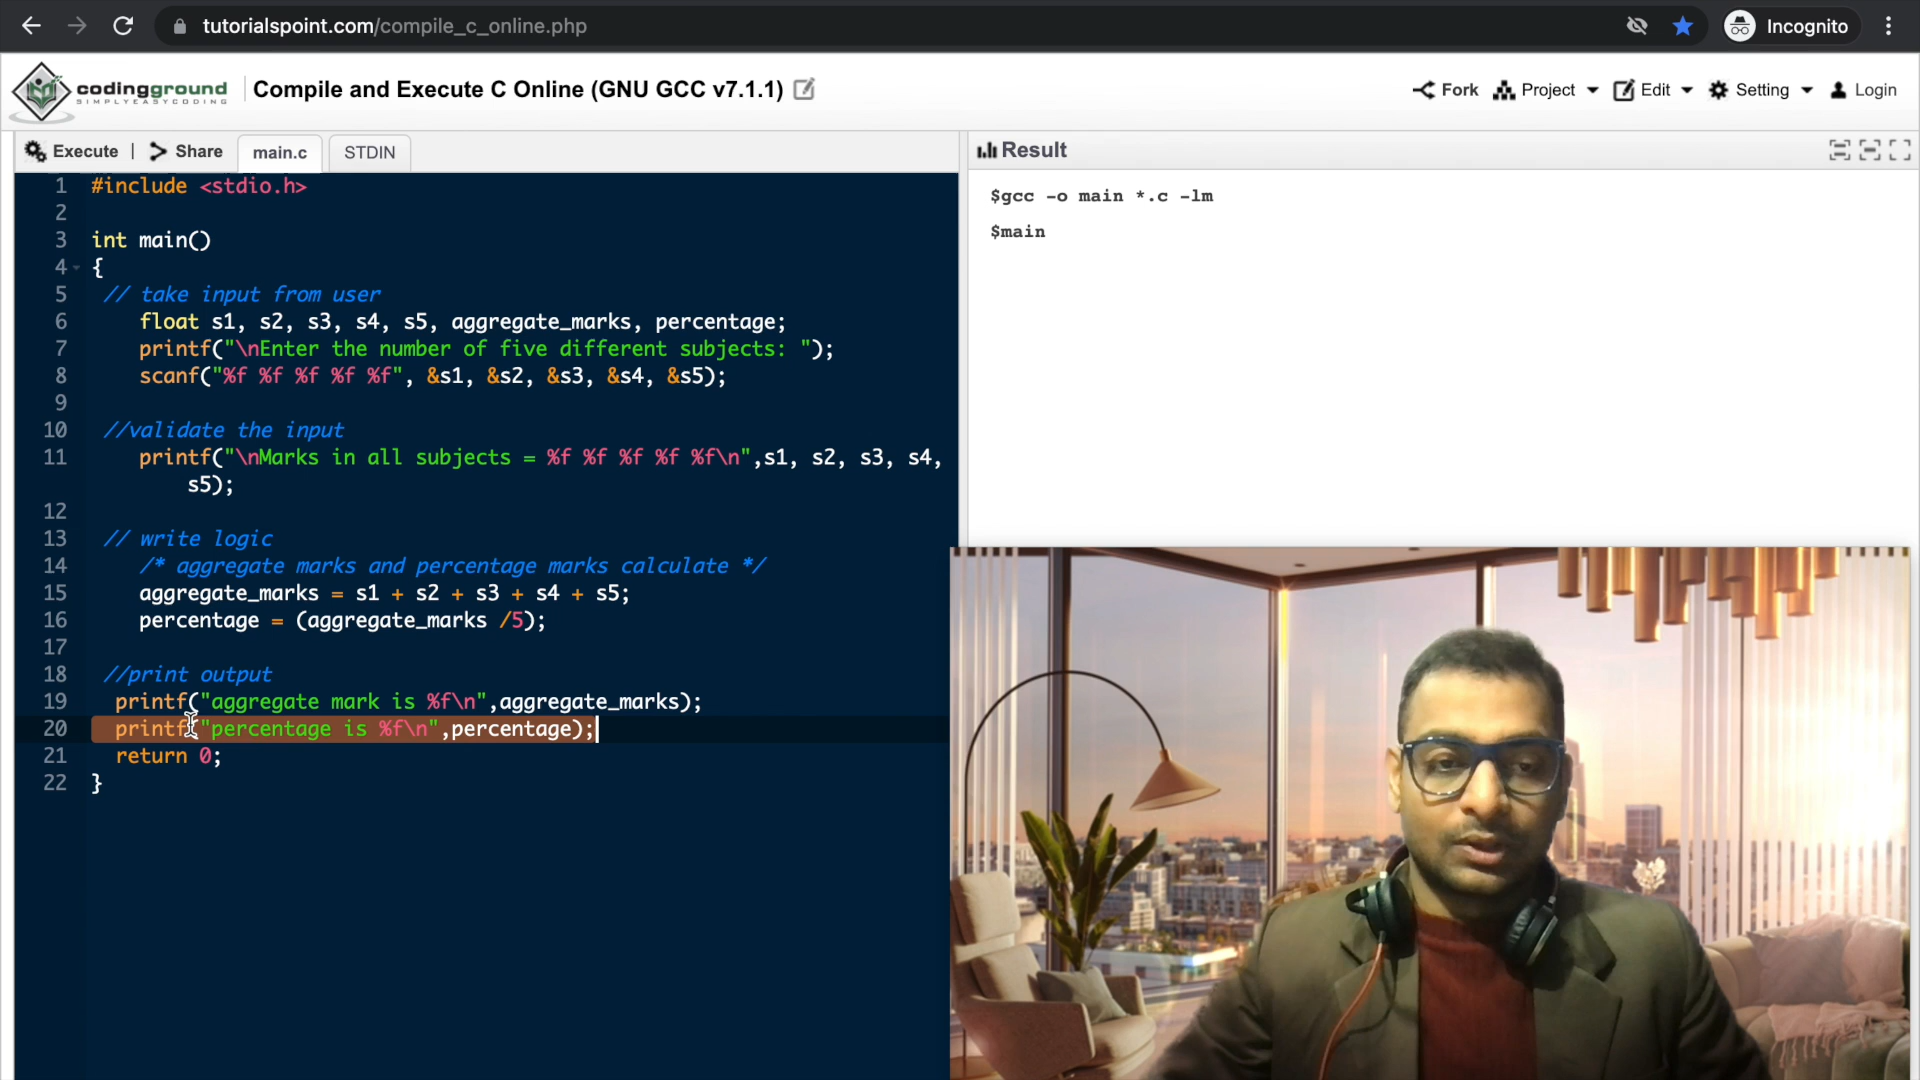 tutorialspoint.com/compile_c_online.php
Incognito
codingground
SIMPLYEASYCODING
Compile and Execute C Online (GNU GCC v7.1.1)
Fork Project Edit Setting Login
Execute | Share main.c STDIN
Result
1 #include <stdio.h>
2
3 int main()
4 {
5 // take input from user
6 float s1, s2, s3, s4, s5, aggregate_marks, percentage;
7 printf("\nEnter the number of five different subjects: ");
8 scanf("%f %f %f %f %f", &s1, &s2, &s3, &s4, &s5);
9
10 //validate the input
11 printf("\nMarks in all subjects = %f %f %f %f %f\n",s1, s2, s3, s4,
s5);
12
13 // write logic
14 /* aggregate marks and percentage marks calculate */
15 aggregate_marks = s1 + s2 + s3 + s4 + s5;
16 percentage = (aggregate_marks /5);
17
18 //print output
19 printf("aggregate mark is %f\n",aggregate_marks);
20 printf("percentage is %f\n",percentage);
21 return 0;
22 }
$gcc -o main *.c -lm
$main